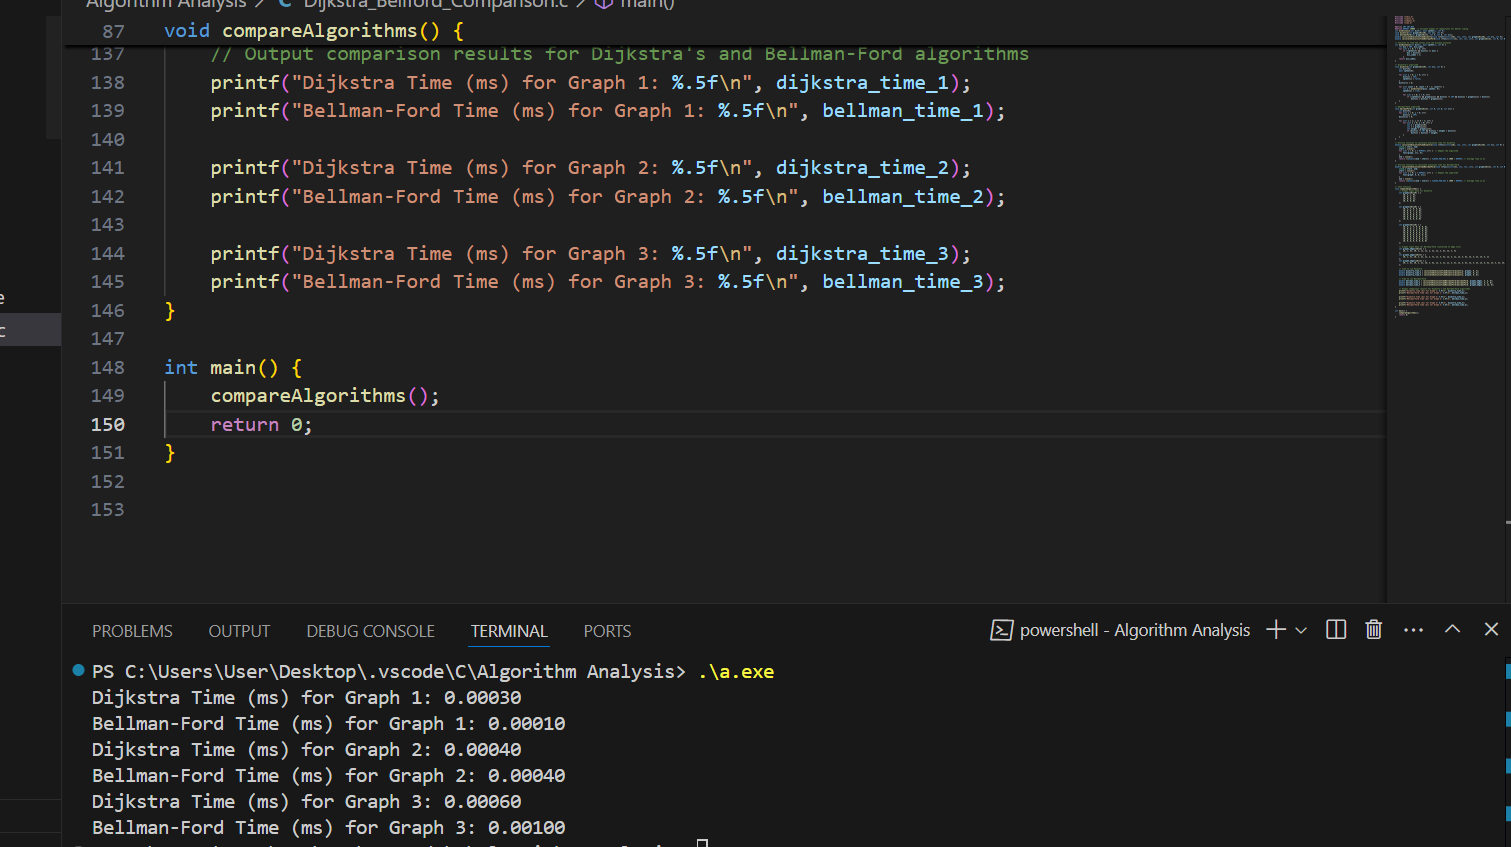 Algorithm Analysis > C Dijkstra_Bellford_Comparison.c > main()
87 void compareAlgorithms() {
137 // Output comparison results for Dijkstra's and Bellman-Ford algorithms
138 printf("Dijkstra Time (ms) for Graph 1: %.5f\n", dijkstra_time_1);
139 printf("Bellman-Ford Time (ms) for Graph 1: %.5f\n", bellman_time_1);
140
141 printf("Dijkstra Time (ms) for Graph 2: %.5f\n", dijkstra_time_2);
142 printf("Bellman-Ford Time (ms) for Graph 2: %.5f\n", bellman_time_2);
143
144 printf("Dijkstra Time (ms) for Graph 3: %.5f\n", dijkstra_time_3);
145 printf("Bellman-Ford Time (ms) for Graph 3: %.5f\n", bellman_time_3);
146 }
147
148 int main() {
149 compareAlgorithms();
150 return 0;
151 }
152
153
e
c
PROBLEMS OUTPUT DEBUG CONSOLE TERMINAL PORTS powershell - Algorithm Analysis
PS C:\Users\User\Desktop\.vscode\C\Algorithm Analysis> .\a.exe
Dijkstra Time (ms) for Graph 1: 0.00030
Bellman-Ford Time (ms) for Graph 1: 0.00010
Dijkstra Time (ms) for Graph 2: 0.00040
Bellman-Ford Time (ms) for Graph 2: 0.00040
Dijkstra Time (ms) for Graph 3: 0.00060
Bellman-Ford Time (ms) for Graph 3: 0.00100